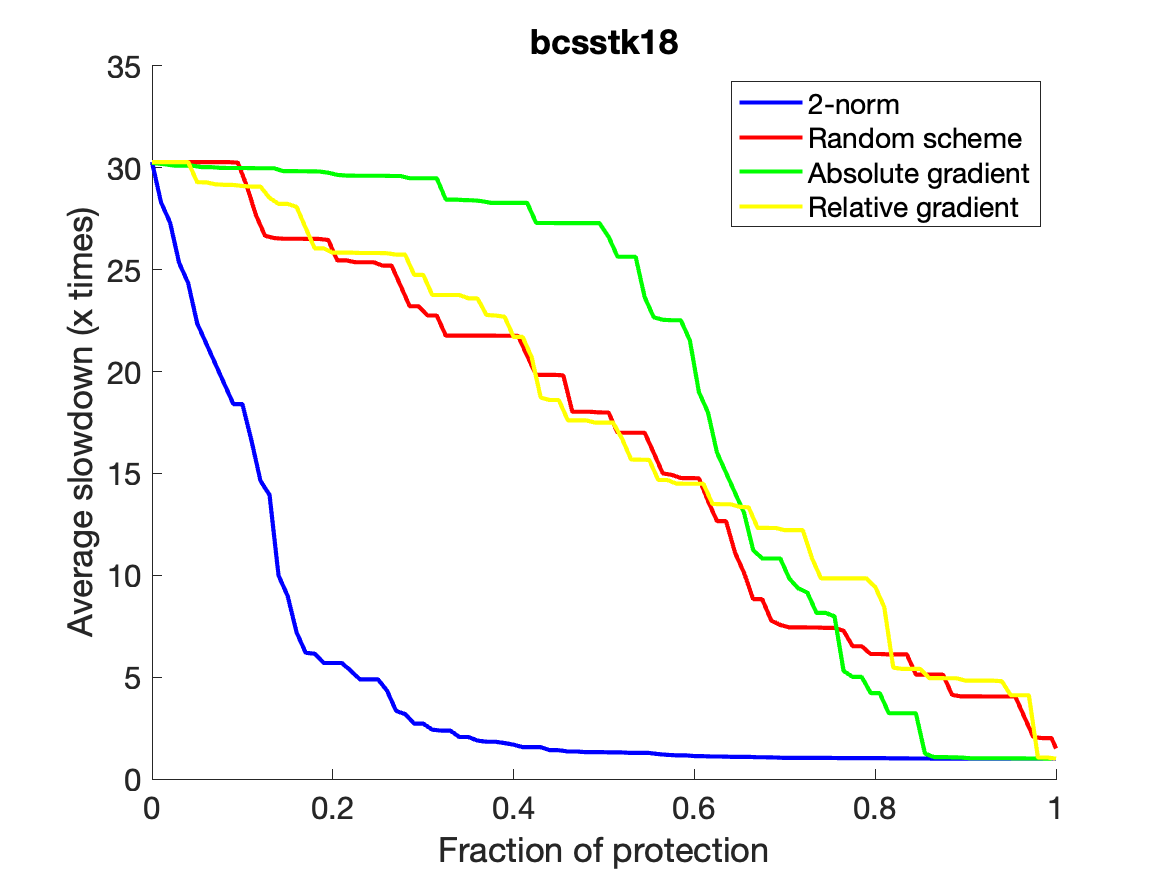 bcsstk18
35
30
25
20
15
10
5
0
Average slowdown (x times)
2-norm
Random scheme
Absolute gradient
Relative gradient
0 0.2 0.4 0.6 0.8 1
Fraction of protection